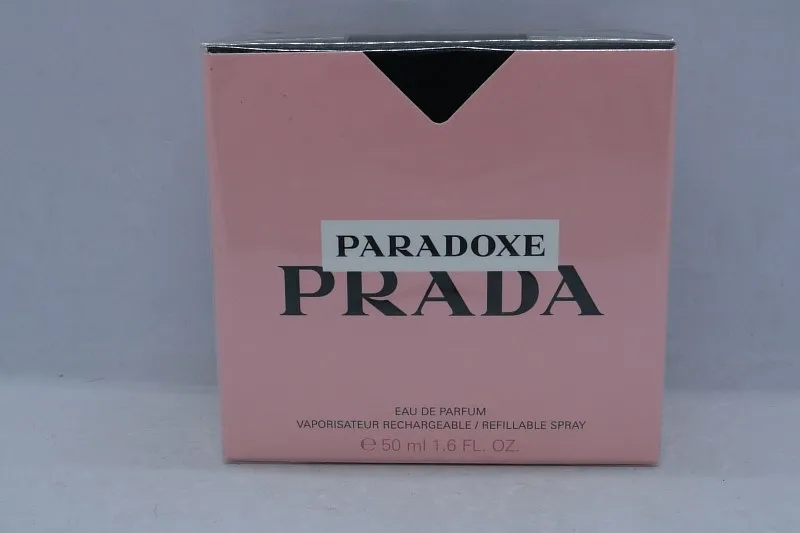 PARADOXE
PRADA
EAU DE PARFUM
VAPORISATEUR RECHARGEABLE / REFILLABLE SPRAY
℮ 50 ml 1.6 FL. OZ.